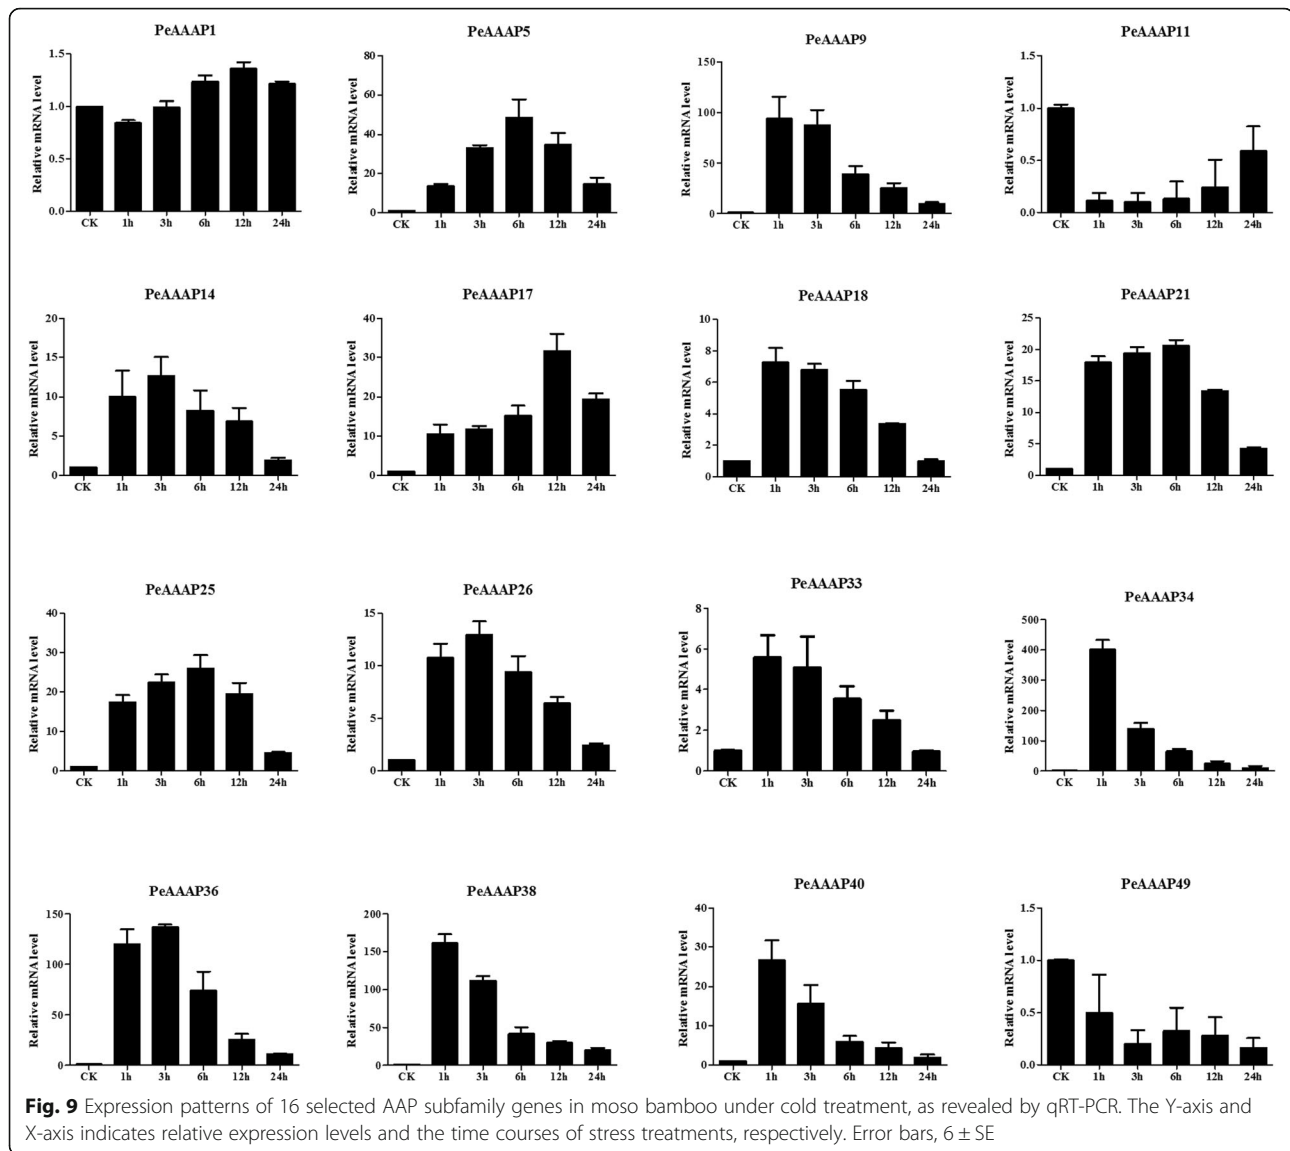 PeAAAP1
Relative mRNA level
1.5
1.0
0.5
0.0
CK 1h 3h 6h 12h 24h
PeAAAP5
Relative mRNA level
80
60
40
20
0
CK 1h 3h 6h 12h 24h
PeAAAP9
Relative mRNA level
150
100
50
0
CK 1h 3h 6h 12h 24h
PeAAAP11
Relative mRNA level
1.5
1.0
0.5
0.0
CK 1h 3h 6h 12h 24h
PeAAAP14
Relative mRNA level
20
15
10
5
0
CK 1h 3h 6h 12h 24h
PeAAAP17
Relative mRNA level
40
30
20
10
0
CK 1h 3h 6h 12h 24h
PeAAAP18
Relative mRNA level
10
8
6
4
2
0
CK 1h 3h 6h 12h 24h
PeAAAP21
Relative mRNA level
25
20
15
10
5
0
CK 1h 3h 6h 12h 24h
PeAAAP25
Relative mRNA level
40
30
20
10
0
CK 1h 3h 6h 12h 24h
PeAAAP26
Relative mRNA level
15
10
5
0
CK 1h 3h 6h 12h 24h
PeAAAP33
Relative mRNA level
8
6
4
2
0
CK 1h 3h 6h 12h 24h
PeAAAP34
Relative mRNA level
500
400
300
200
100
0
CK 1h 3h 6h 12h 24h
PeAAAP36
Relative mRNA level
150
100
50
0
CK 1h 3h 6h 12h 24h
PeAAAP38
Relative mRNA level
200
150
100
50
0
CK 1h 3h 6h 12h 24h
PeAAAP40
Relative mRNA level
40
30
20
10
0
CK 1h 3h 6h 12h 24h
PeAAAP49
Relative mRNA level
1.5
1.0
0.5
0.0
CK 1h 3h 6h 12h 24h
Fig. 9 Expression patterns of 16 selected AAP subfamily genes in moso bamboo under cold treatment, as revealed by qRT-PCR. The Y-axis and
X-axis indicates relative expression levels and the time courses of stress treatments, respectively. Error bars, 6 ± SE